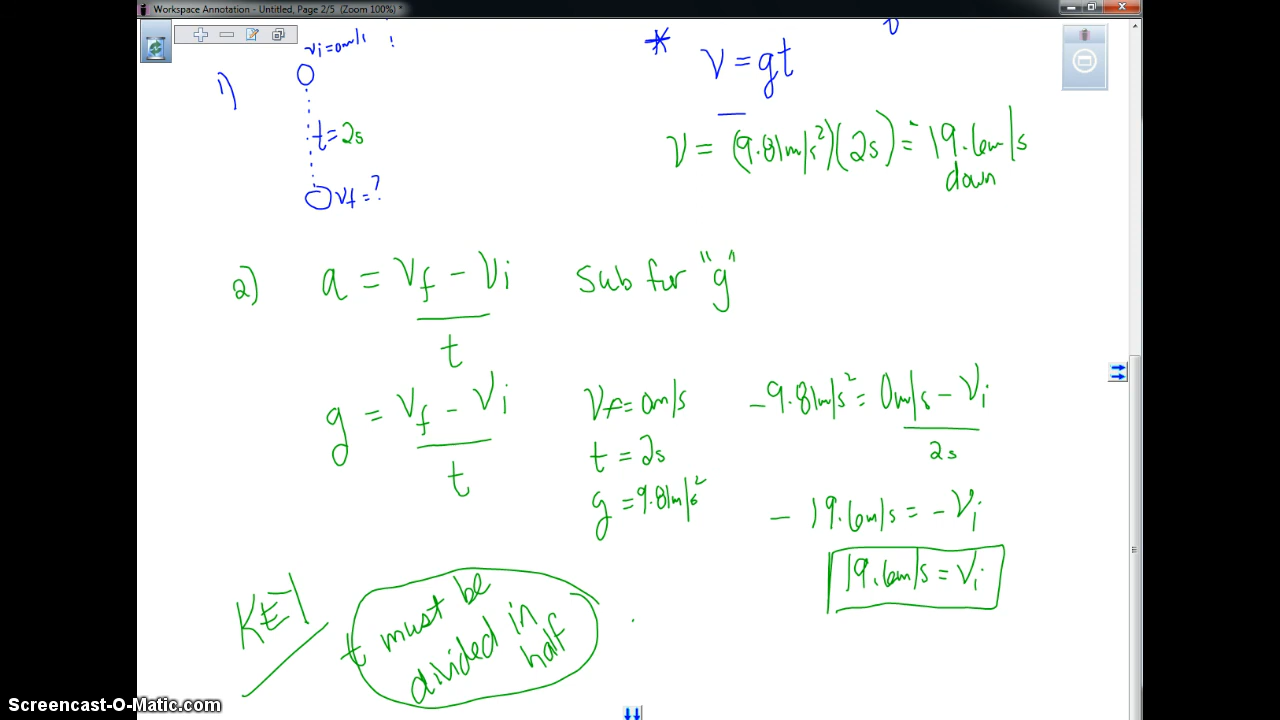 Workspace Annotation - Untitled, Page 2/5 (Zoom 100%) *
vi=0m/s
1)
t=2s
vf=?
* v = gt
v = (9.81m/s²)(2s) = -19.6m/s
down
2) a = vf - vi
t
Sub for "g"
g = vf - vi
t
vf=0m/s
t = 2s
g = 9.81m/s²
-9.81m/s² = 0m/s - vi
2s
- 19.6m/s = - vi
19.6m/s = vi
KEY
t must be
divided in
half
Screencast-O-Matic.com